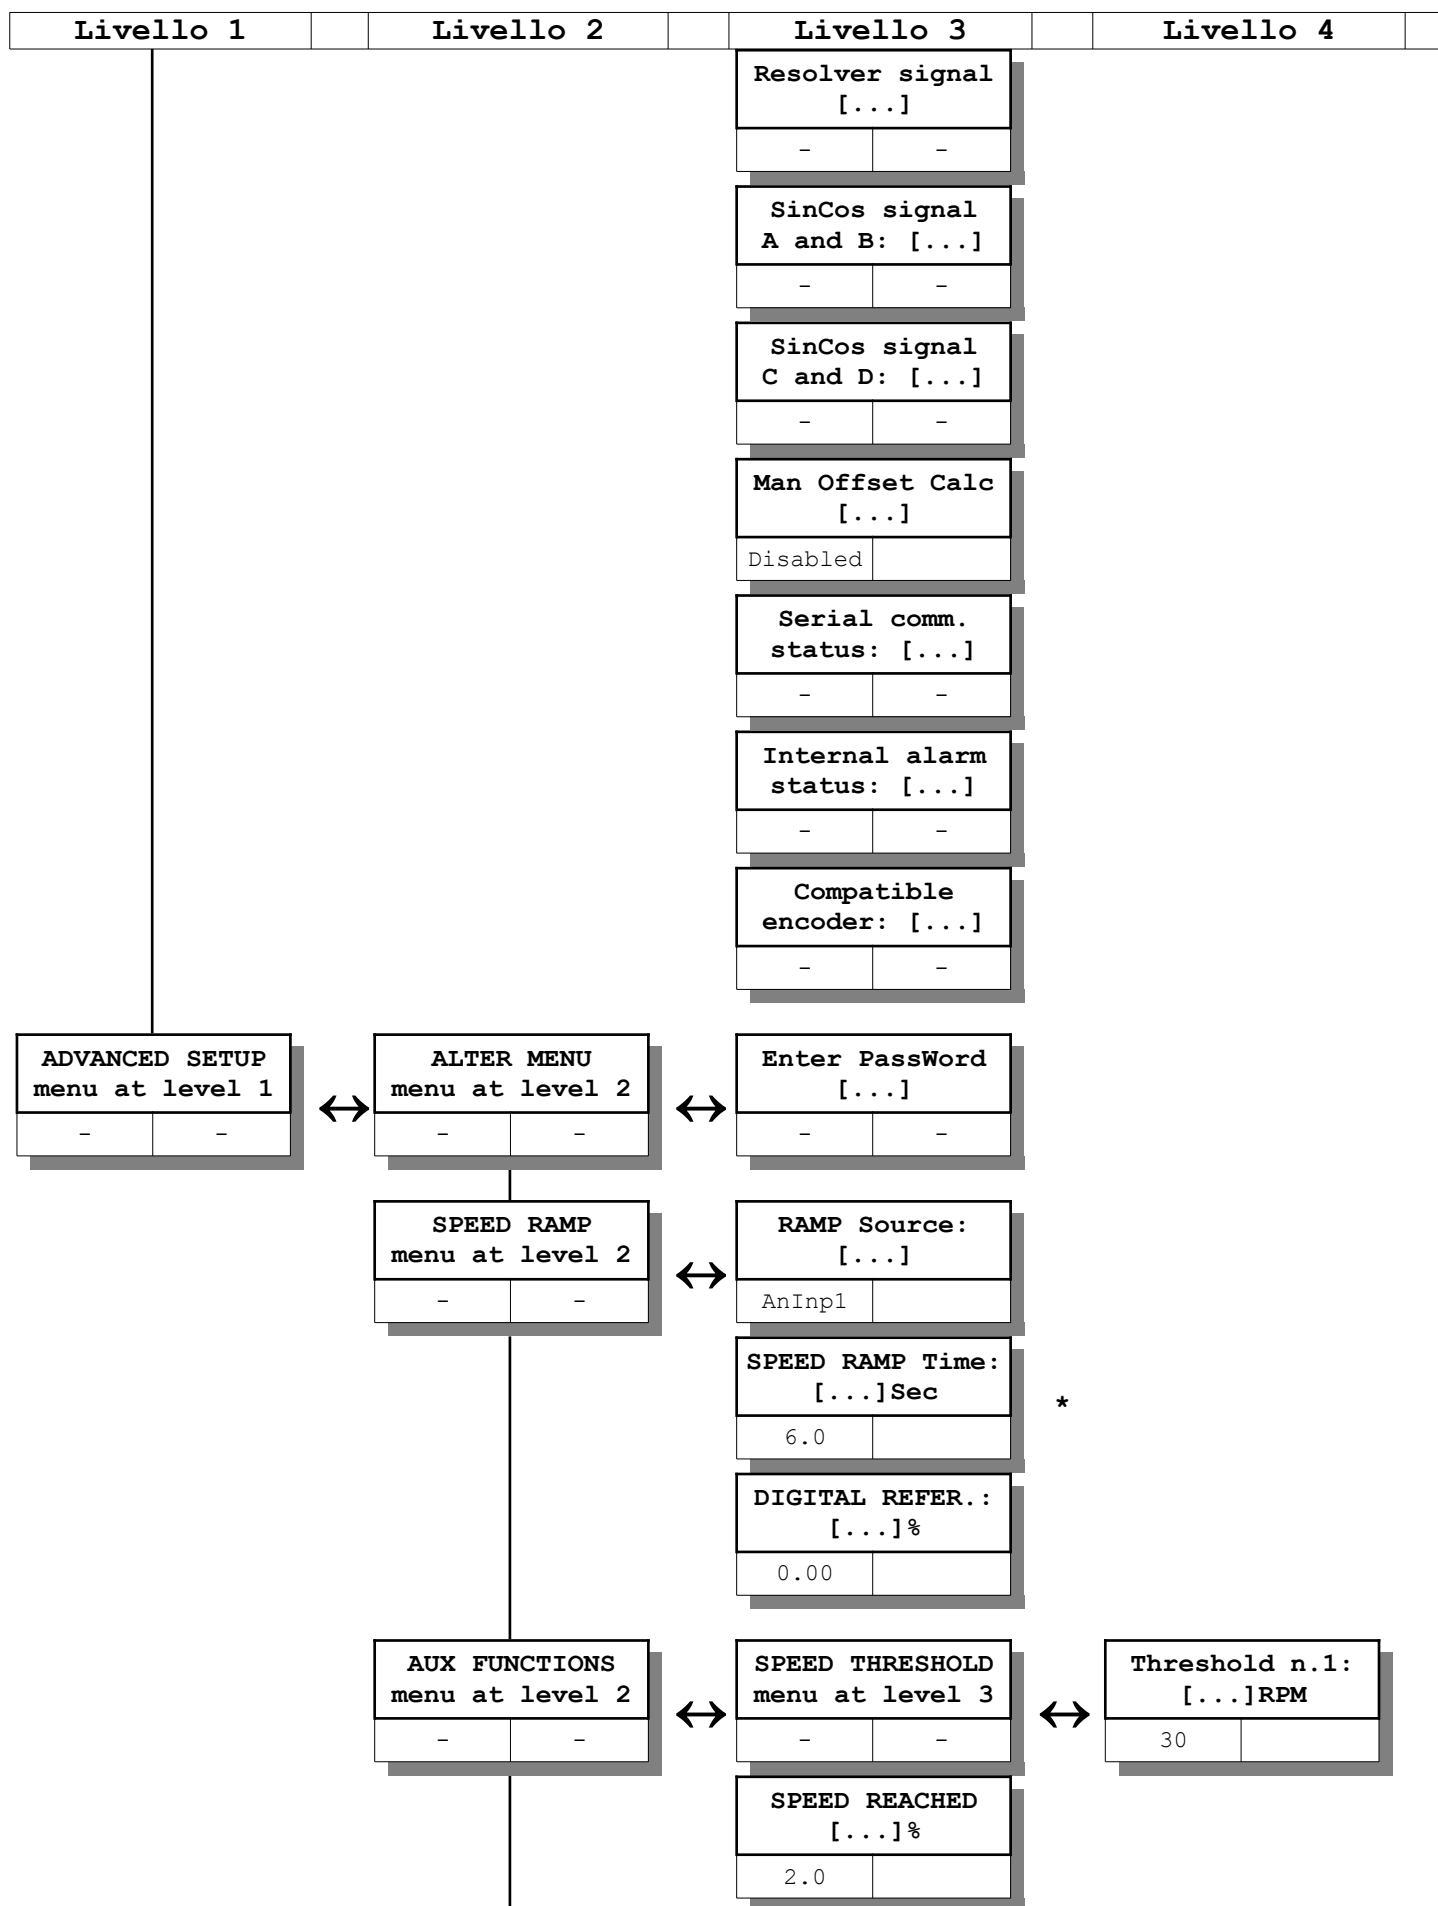 Livello 1 Livello 2 Livello 3 Livello 4
Resolver signal
[...]
- -
SinCos signal
A and B: [...]
- -
SinCos signal
C and D: [...]
- -
Man Offset Calc
[...]
Disabled
Serial comm.
status: [...]
- -
Internal alarm
status: [...]
- -
Compatible
encoder: [...]
- -
ADVANCED SETUP
menu at level 1
- -
ALTER MENU
menu at level 2
- -
Enter PassWord
[...]
- -
SPEED RAMP
menu at level 2
- -
RAMP Source:
[...]
AnInp1
SPEED RAMP Time:
[...]Sec
6.0
*
DIGITAL REFER.:
[...]%
0.00
AUX FUNCTIONS
menu at level 2
- -
SPEED THRESHOLD
menu at level 3
- -
Threshold n.1:
[...]RPM
30
SPEED REACHED
[...]%
2.0